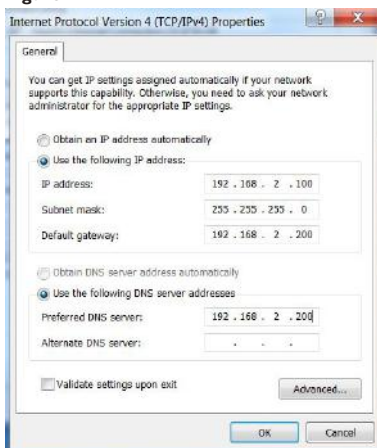 Internet Protocol Version 4 (TCP/IPv4) Properties
General
You can get IP settings assigned automatically if your network
supports this capability. Otherwise, you need to ask your network
administrator for the appropriate IP settings.
Obtain an IP address automatically
Use the following IP address:
IP address: 192 . 168 . 2 . 100
Subnet mask: 255 . 255 . 255 . 0
Default gateway: 192 . 168 . 2 . 200
Obtain DNS server address automatically
Use the following DNS server addresses
Preferred DNS server: 192 . 168 . 2 . 200
Alternate DNS server: . . .
Validate settings upon exit
Advanced...
OK Cancel